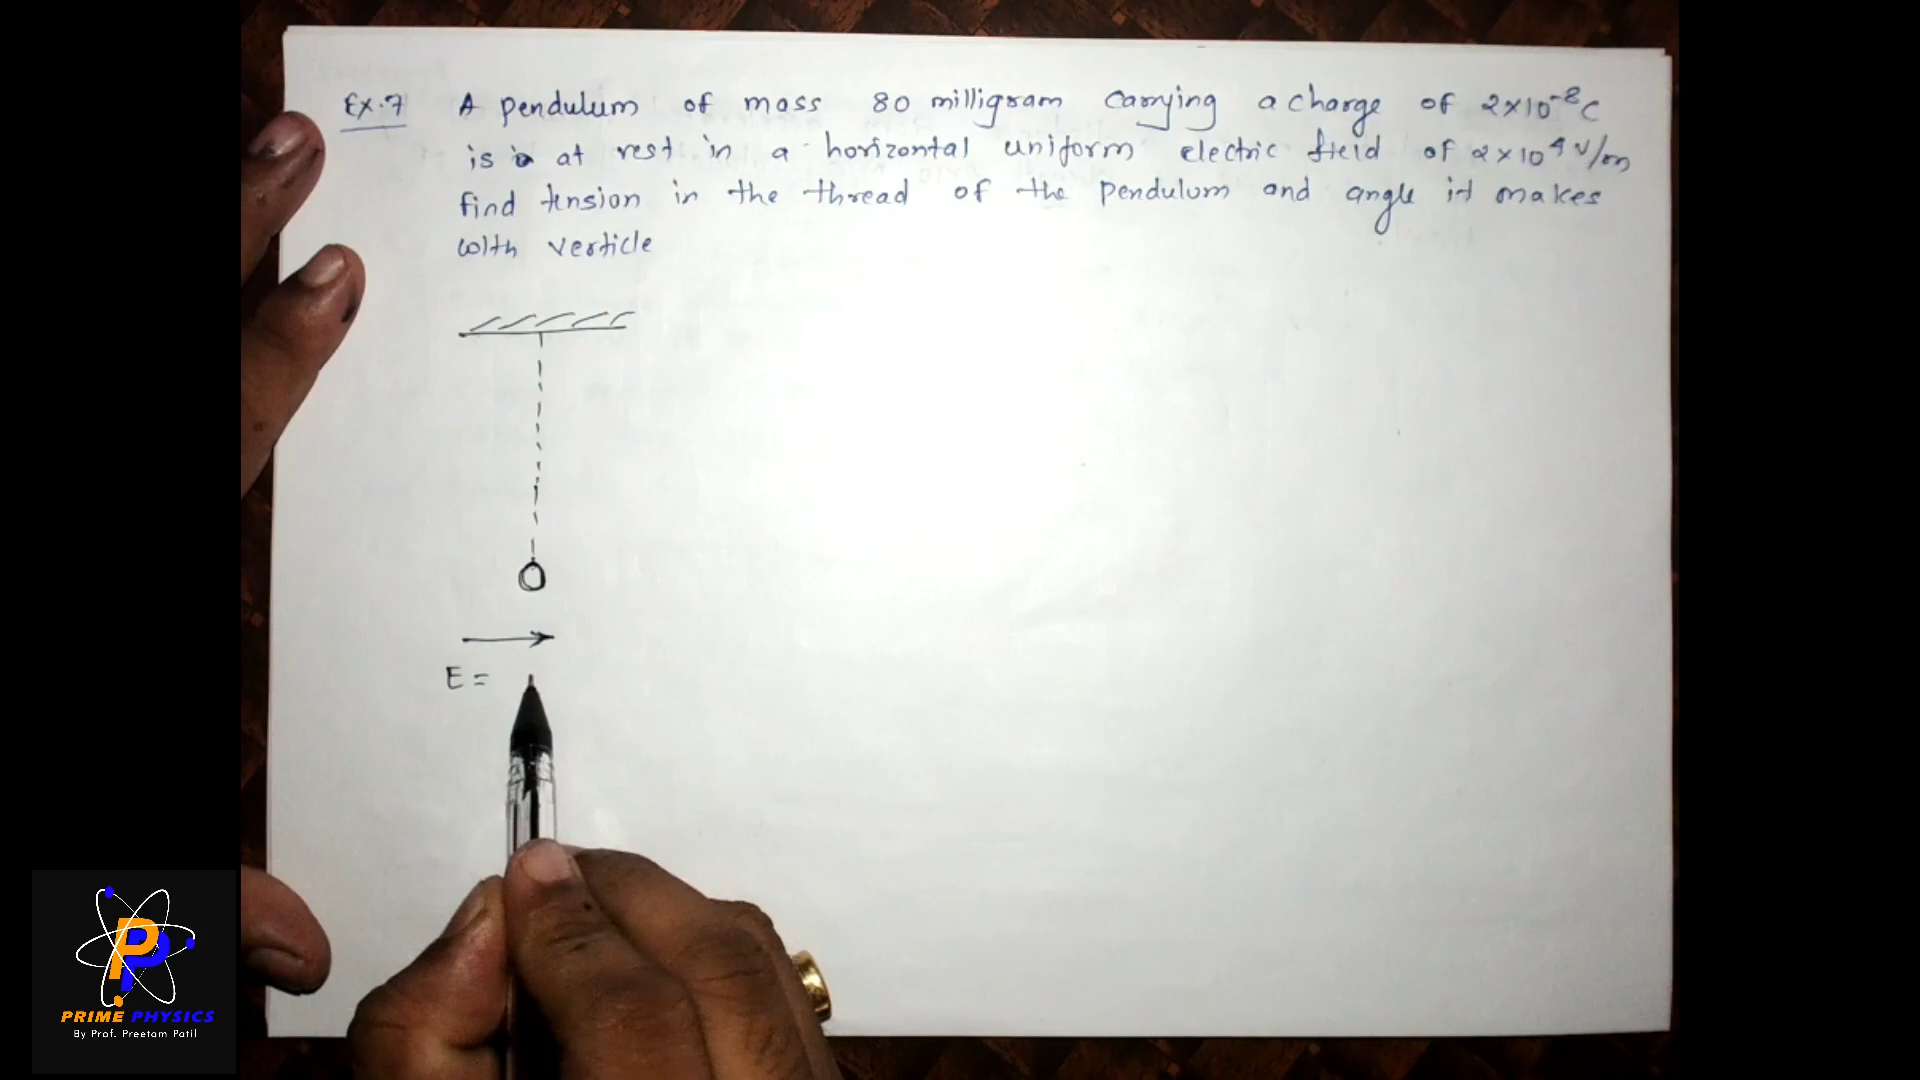 Ex.7 A pendulum of mass 80 milligram carrying a charge of 2×10⁻⁸C
is at rest in a horizontal uniform electric field of 2×10⁴ V/m
find tension in the thread of the pendulum and angle it makes
with verticle
E =
PRIME PHYSICS
By Prof. Preetam Patil